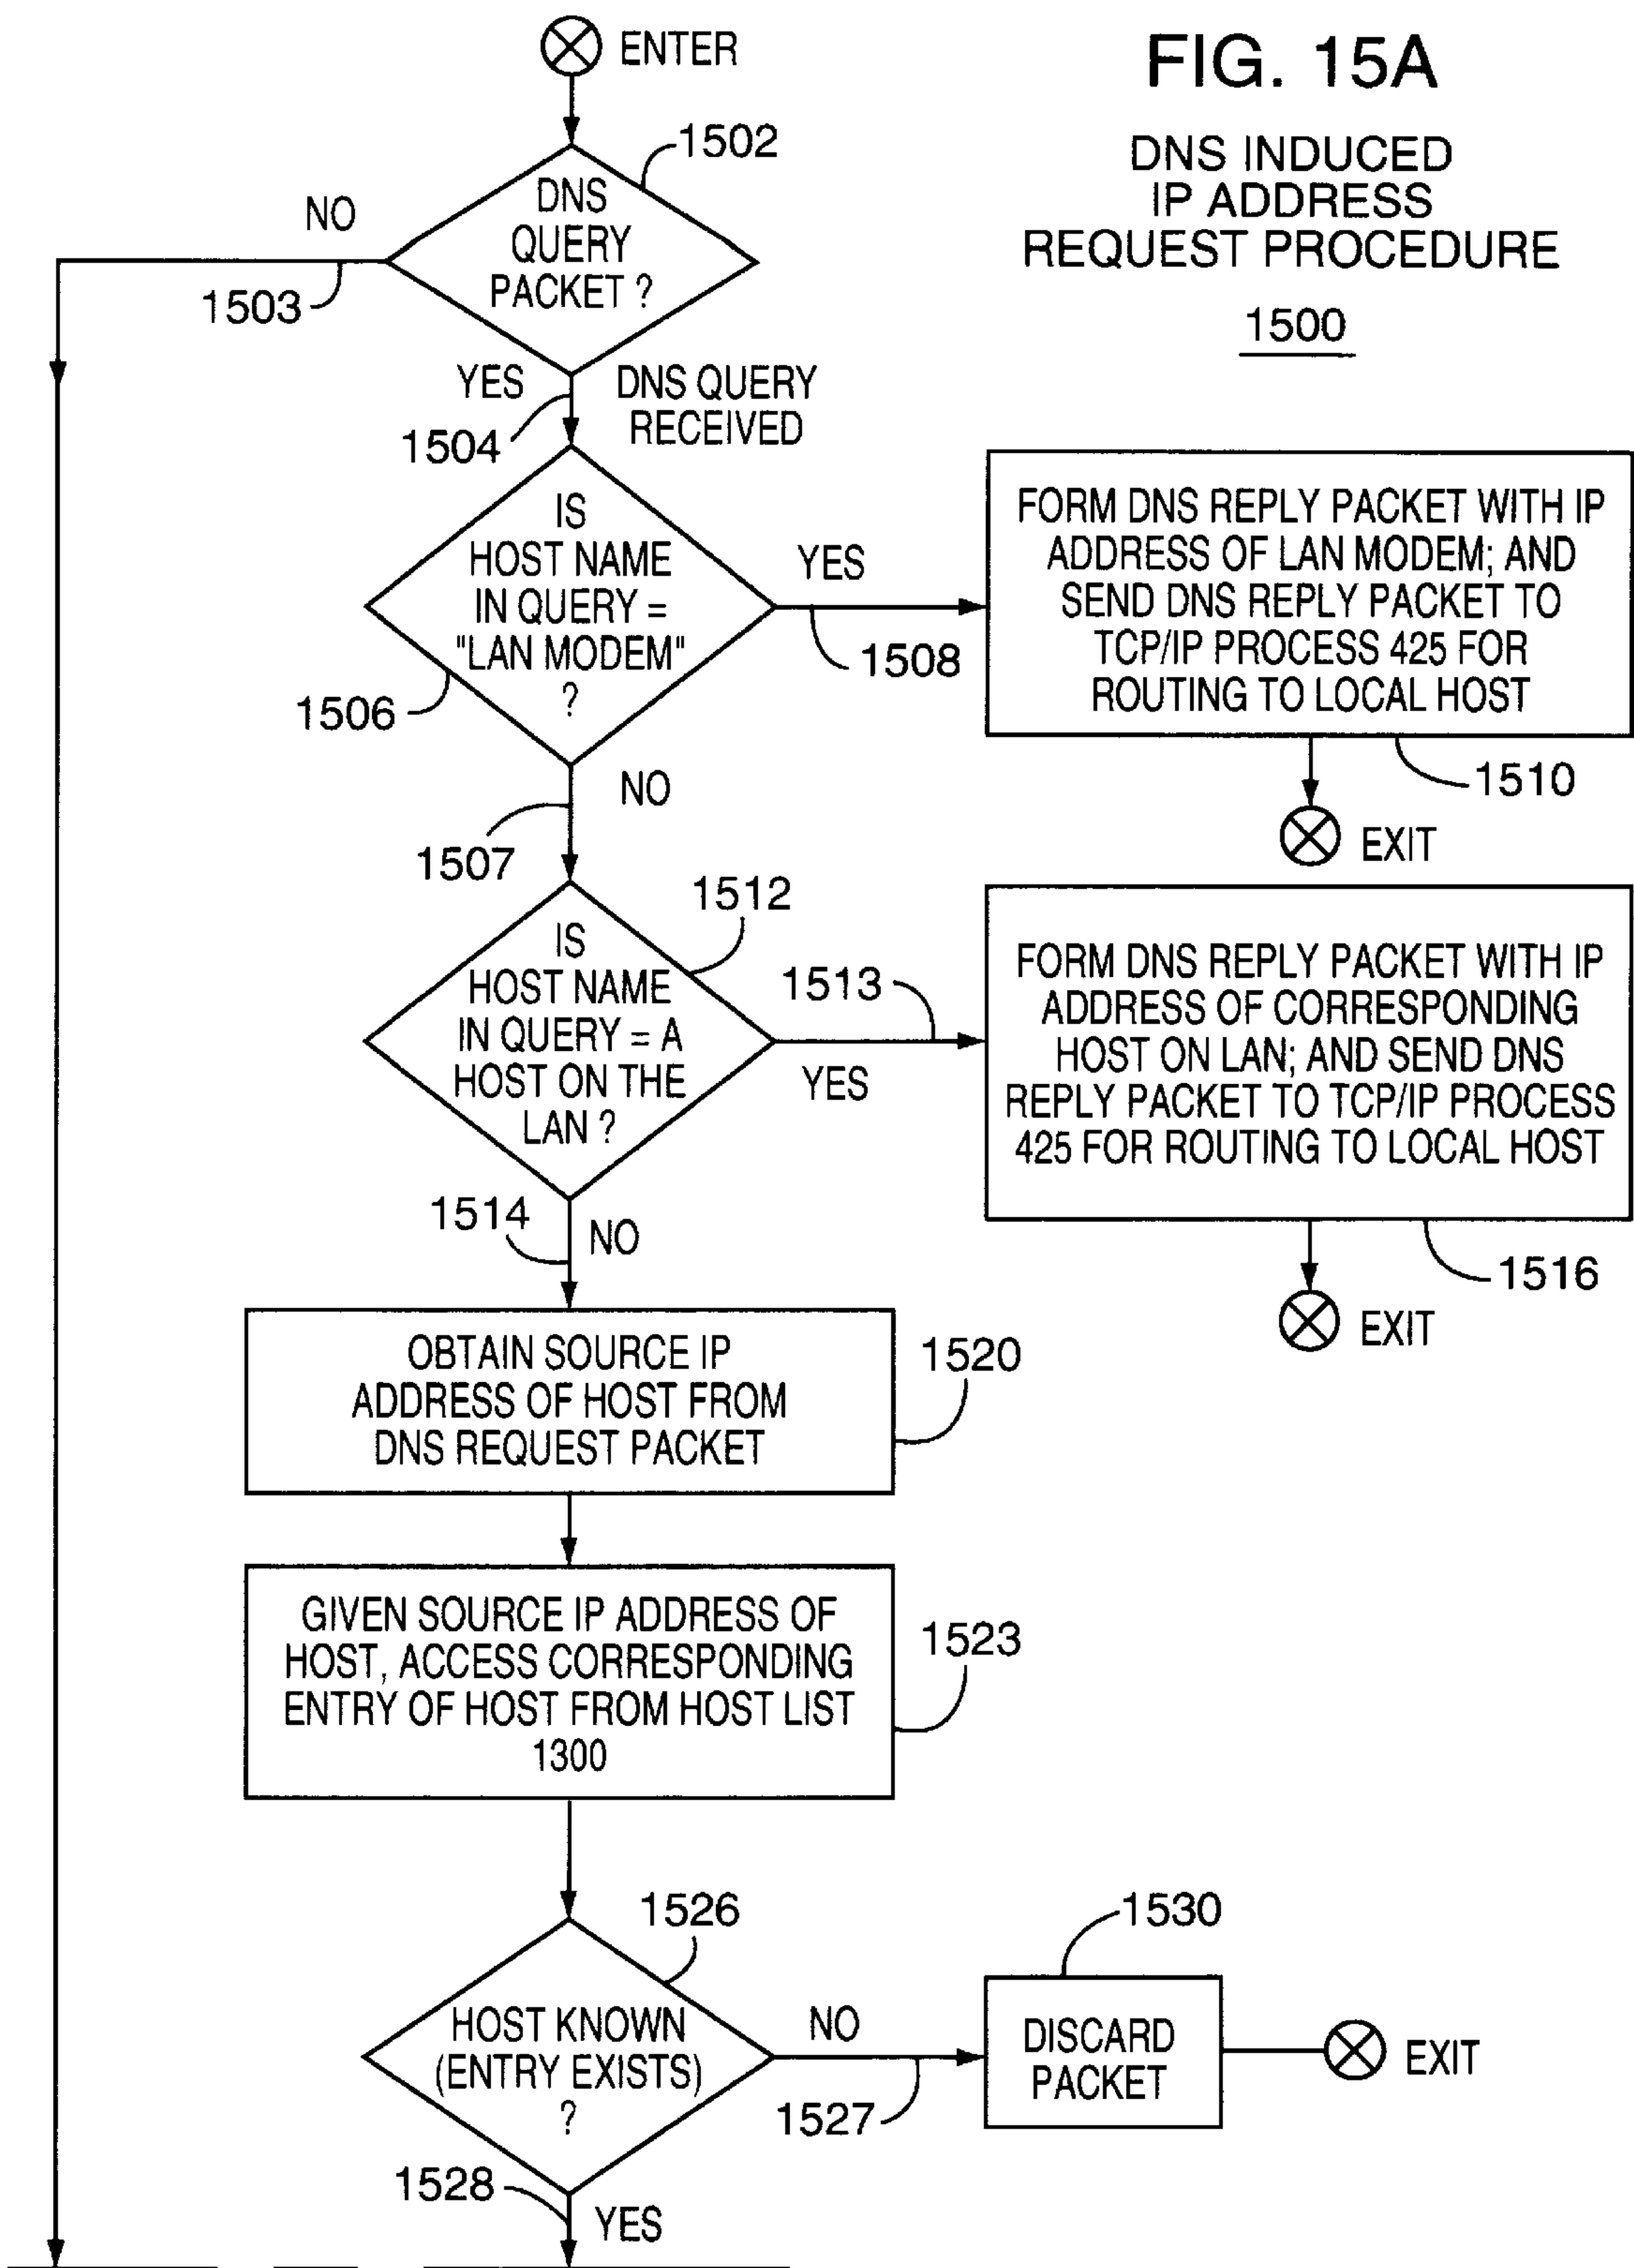 ENTER
FIG. 15A
DNS INDUCED
IP ADDRESS
REQUEST PROCEDURE
1500
1502
DNS
QUERY
PACKET ?
NO
1503
YES
DNS QUERY
RECEIVED
1504
IS
HOST NAME
IN QUERY =
"LAN MODEM"
?
1506
YES
1508
FORM DNS REPLY PACKET WITH IP
ADDRESS OF LAN MODEM; AND
SEND DNS REPLY PACKET TO
TCP/IP PROCESS 425 FOR
ROUTING TO LOCAL HOST
1510
EXIT
NO
1507
1512
IS
HOST NAME
IN QUERY = A
HOST ON THE
LAN ?
1513
YES
FORM DNS REPLY PACKET WITH IP
ADDRESS OF CORRESPONDING
HOST ON LAN; AND SEND DNS
REPLY PACKET TO TCP/IP PROCESS
425 FOR ROUTING TO LOCAL HOST
1516
EXIT
1514
NO
OBTAIN SOURCE IP
ADDRESS OF HOST FROM
DNS REQUEST PACKET
1520
GIVEN SOURCE IP ADDRESS OF
HOST, ACCESS CORRESPONDING
ENTRY OF HOST FROM HOST LIST
1300
1523
1526
HOST KNOWN
(ENTRY EXISTS)
?
NO
1527
1530
DISCARD
PACKET
EXIT
1528
YES